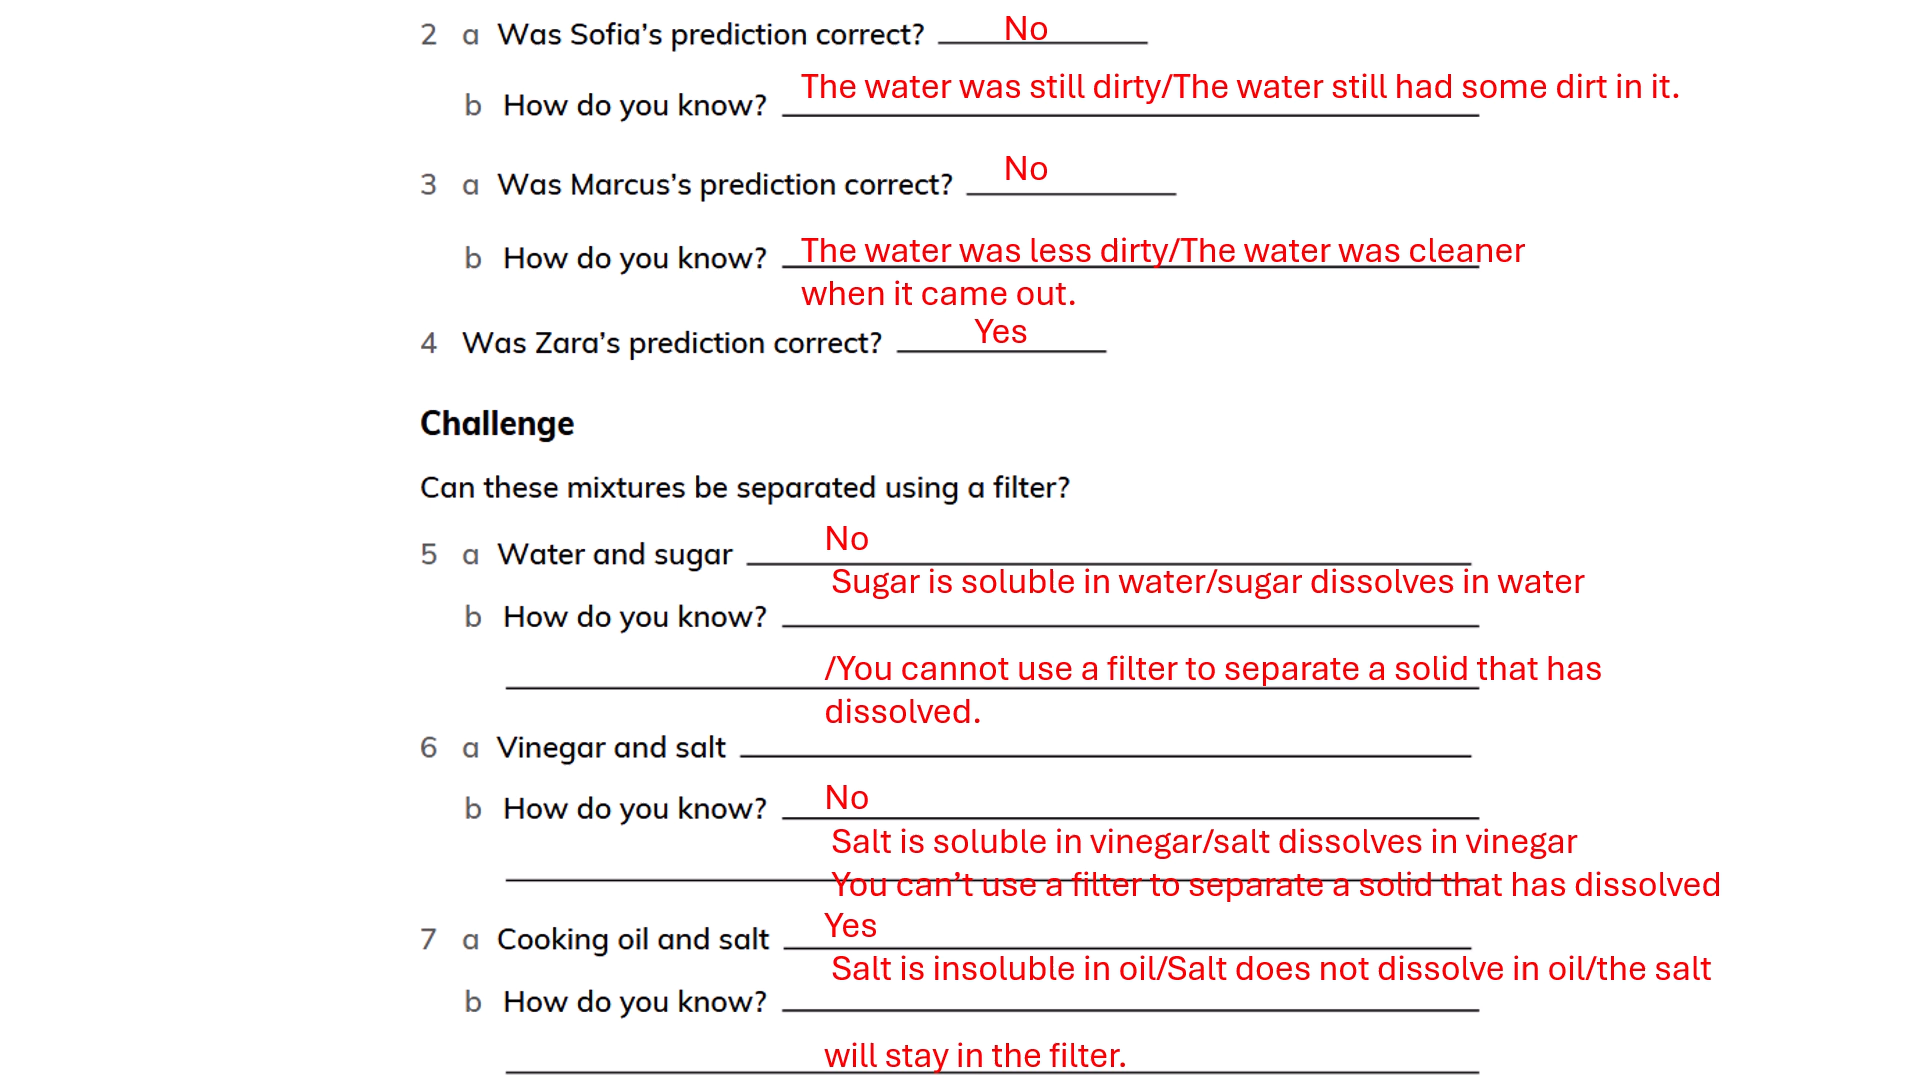 2 a Was Sofia's prediction correct? No
The water was still dirty/The water still had some dirt in it.
b How do you know?
3 a Was Marcus's prediction correct? No
b How do you know? The water was less dirty/The water was cleaner
when it came out.
4 Was Zara's prediction correct? Yes
Challenge
Can these mixtures be separated using a filter?
No
5 a Water and sugar
Sugar is soluble in water/sugar dissolves in water
b How do you know?
/You cannot use a filter to separate a solid that has
dissolved.
6 a Vinegar and salt
b How do you know? No
Salt is soluble in vinegar/salt dissolves in vinegar
You can't use a filter to separate a solid that has dissolved
7 a Cooking oil and salt Yes
Salt is insoluble in oil/Salt does not dissolve in oil/the salt
b How do you know?
will stay in the filter.